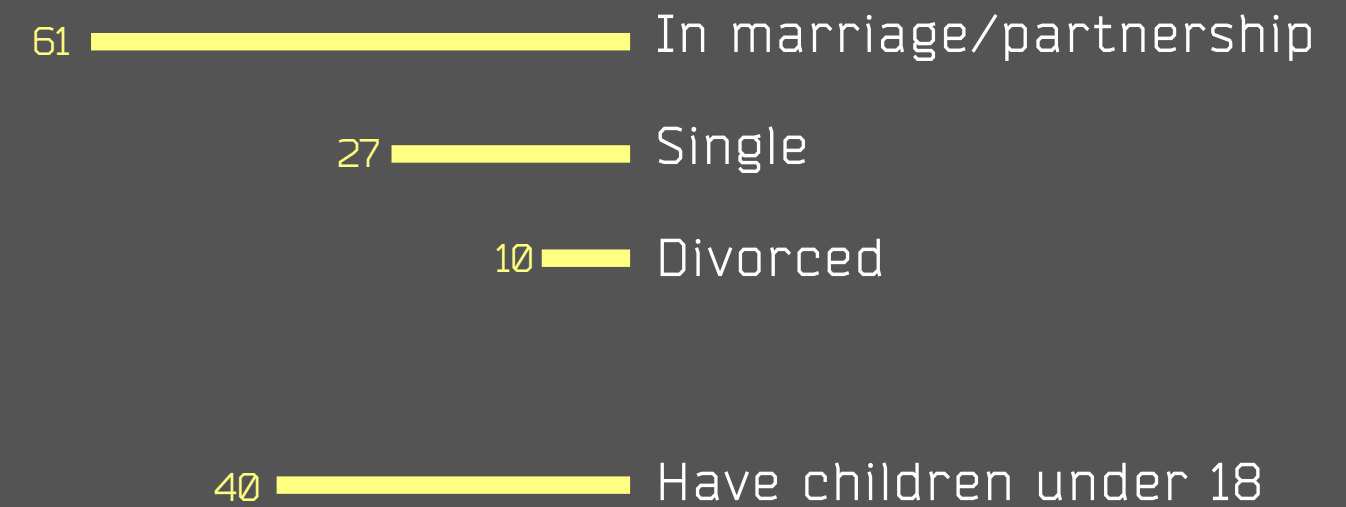 61 In marriage/partnership
27 Single
10 Divorced
40 Have children under 18